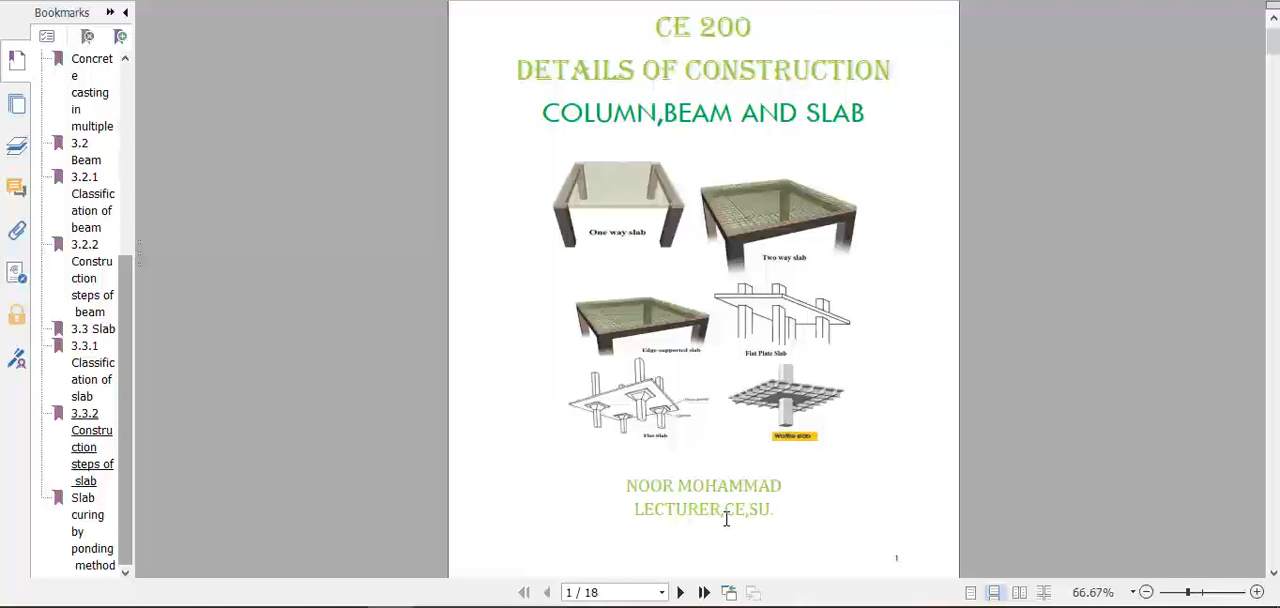 Bookmarks
Concret
e
casting
in
multiple
3.2
Beam
3.2.1
Classific
ation of
beam
3.2.2
Constru
ction
steps of
beam
3.3 Slab
3.3.1
Classific
ation of
slab
3.3.2
Constru
ction
steps of
slab
Slab
curing
by
ponding
method
CE 200
DETAILS OF CONSTRUCTION
COLUMN,BEAM AND SLAB
One way slab
Two way slab
Edge-supported slab
Flat Plate Slab
Flat Slab
Waffle slab
NOOR MOHAMMAD
LECTURER,CE,SU.
1
1 / 18
66.67%